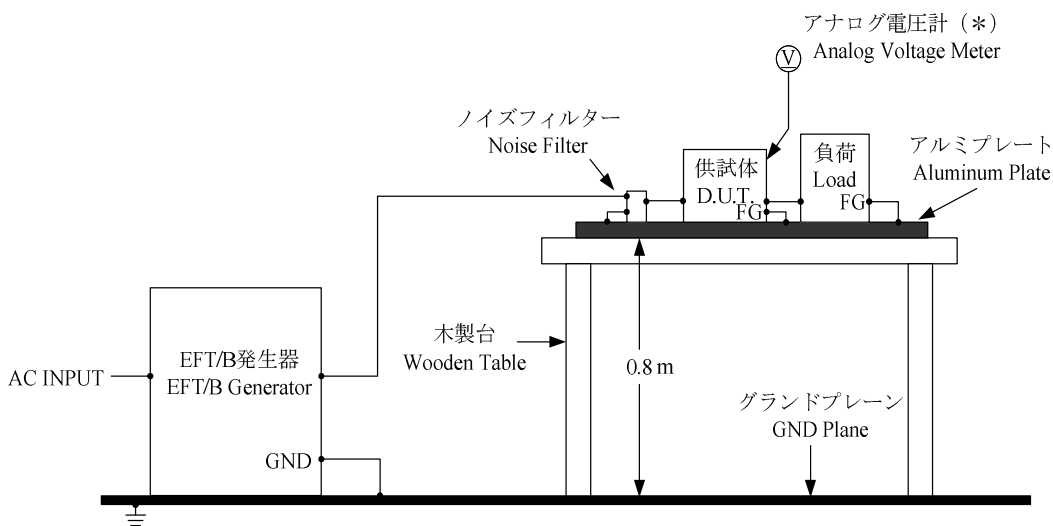 アナログ電圧計（＊）
Analog Voltage Meter
V
ノイズフィルター
Noise Filter
供試体
D.U.T.
FG
負荷
Load
FG
アルミプレート
Aluminum Plate
木製台
Wooden Table
0.8 m
EFT/B発生器
EFT/B Generator
AC INPUT
GND
グランドプレーン
GND Plane